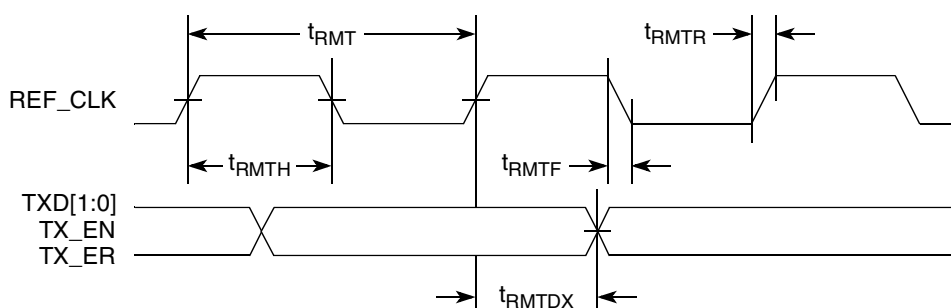 tRMT
tRMTR
REF_CLK
tRMTH
tRMTF
TXD[1:0]
TX_EN
TX_ER
tRMTDX